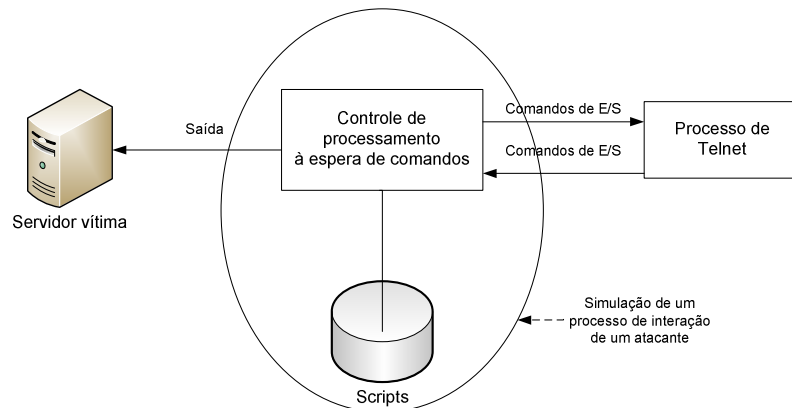 Servidor vítima
Saída
Controle de
processamento
à espera de comandos
Comandos de E/S
Comandos de E/S
Processo de
Telnet
Scripts
Simulação de um
processo de interação
de um atacante